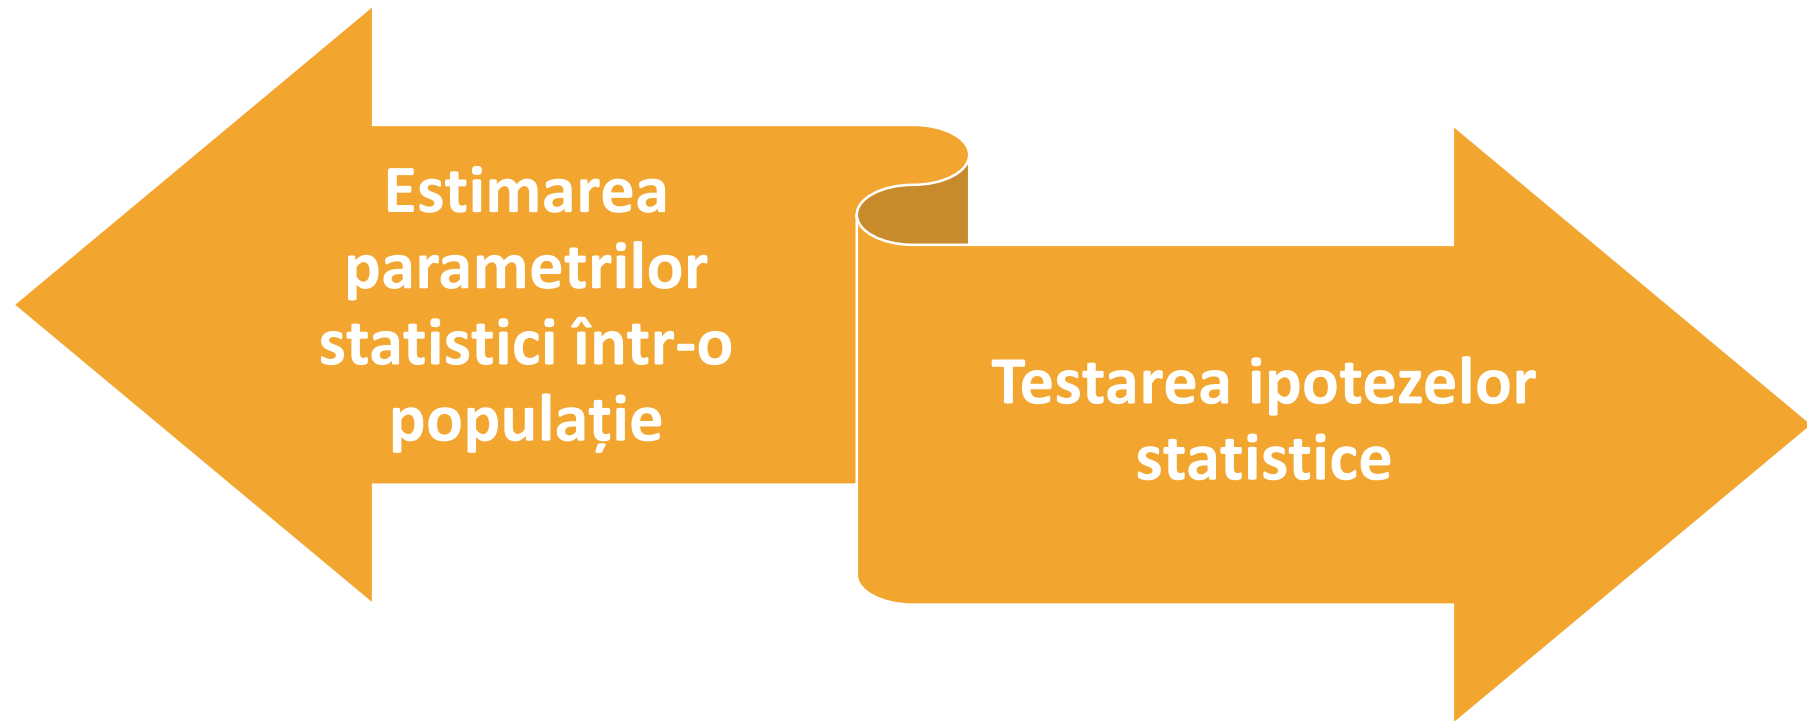 Estimarea
parametrilor
statistici într-o
populație
Testarea ipotezelor
statistice